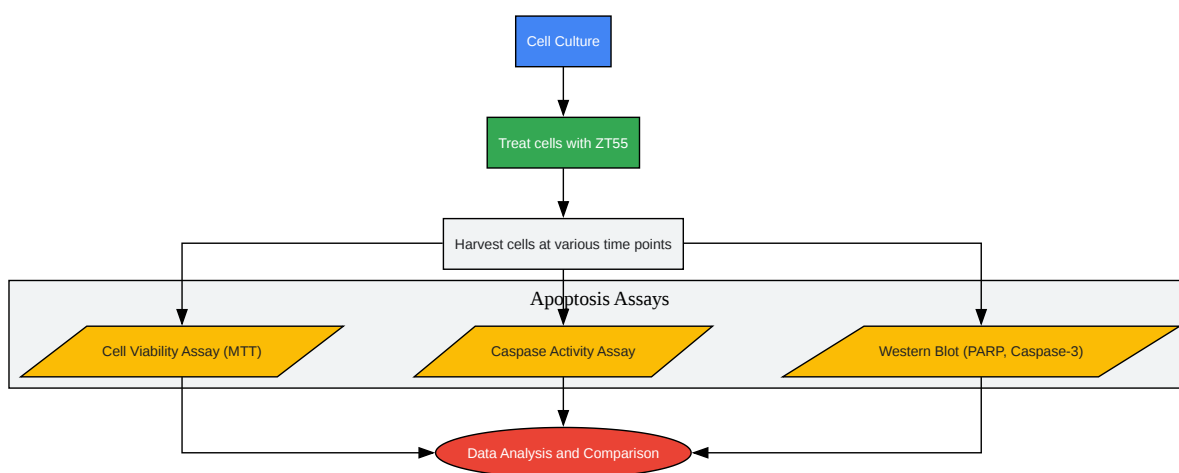 Cell Culture
Treat cells with ZT55
Harvest cells at various time points
Apoptosis Assays
Cell Viability Assay (MTT)
Caspase Activity Assay
Western Blot (PARP, Caspase-3)
Data Analysis and Comparison